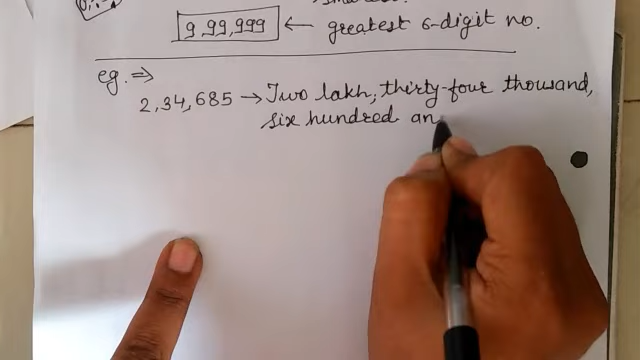 9,99,999 ← greatest 6-digit no.
eg. ⇒
2,34,685 → Two lakh, thirty-four thousand,
six hundred an